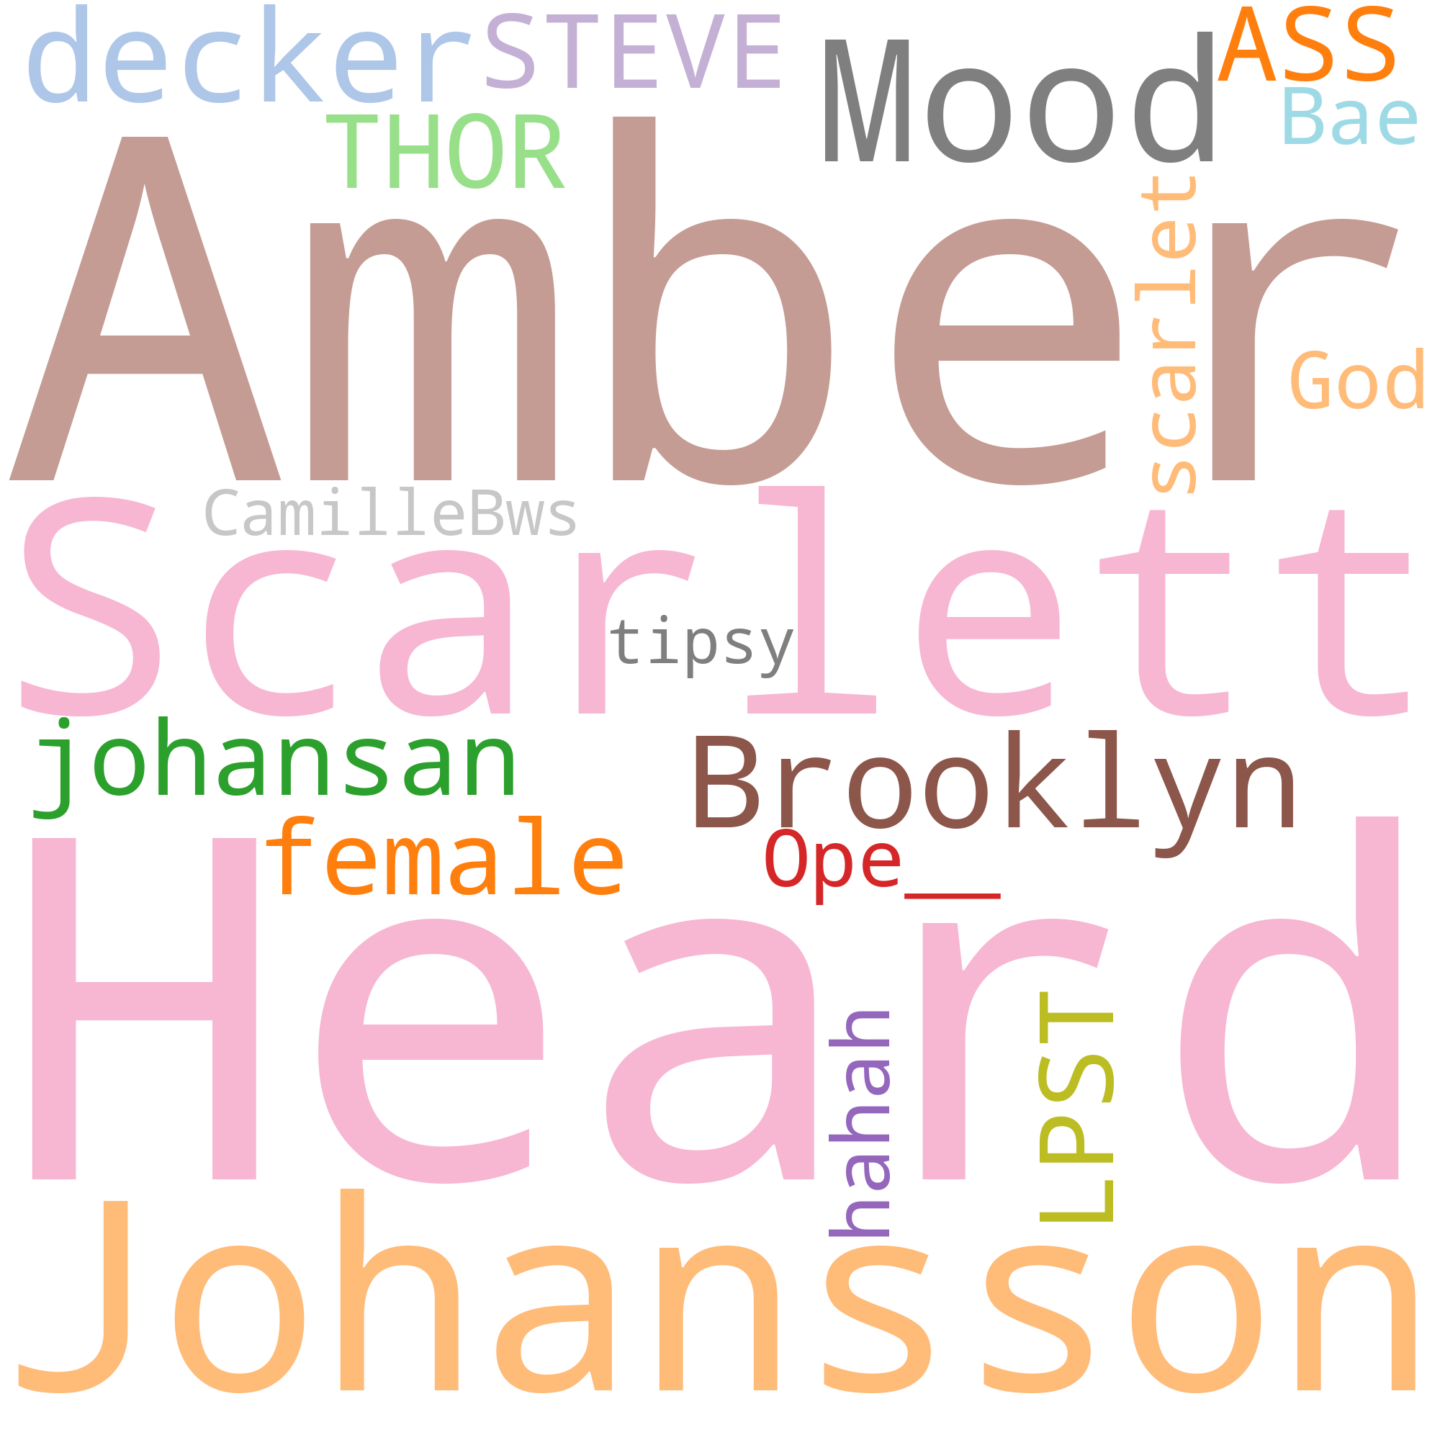 decker
STEVE
Mood
ASS
Bae
THOR
Amber
scarlet
God
CamilleBws
Scarlett
tipsy
johansan
Brooklyn
female
Ope__
Heard
hahah
LPST
Johansson